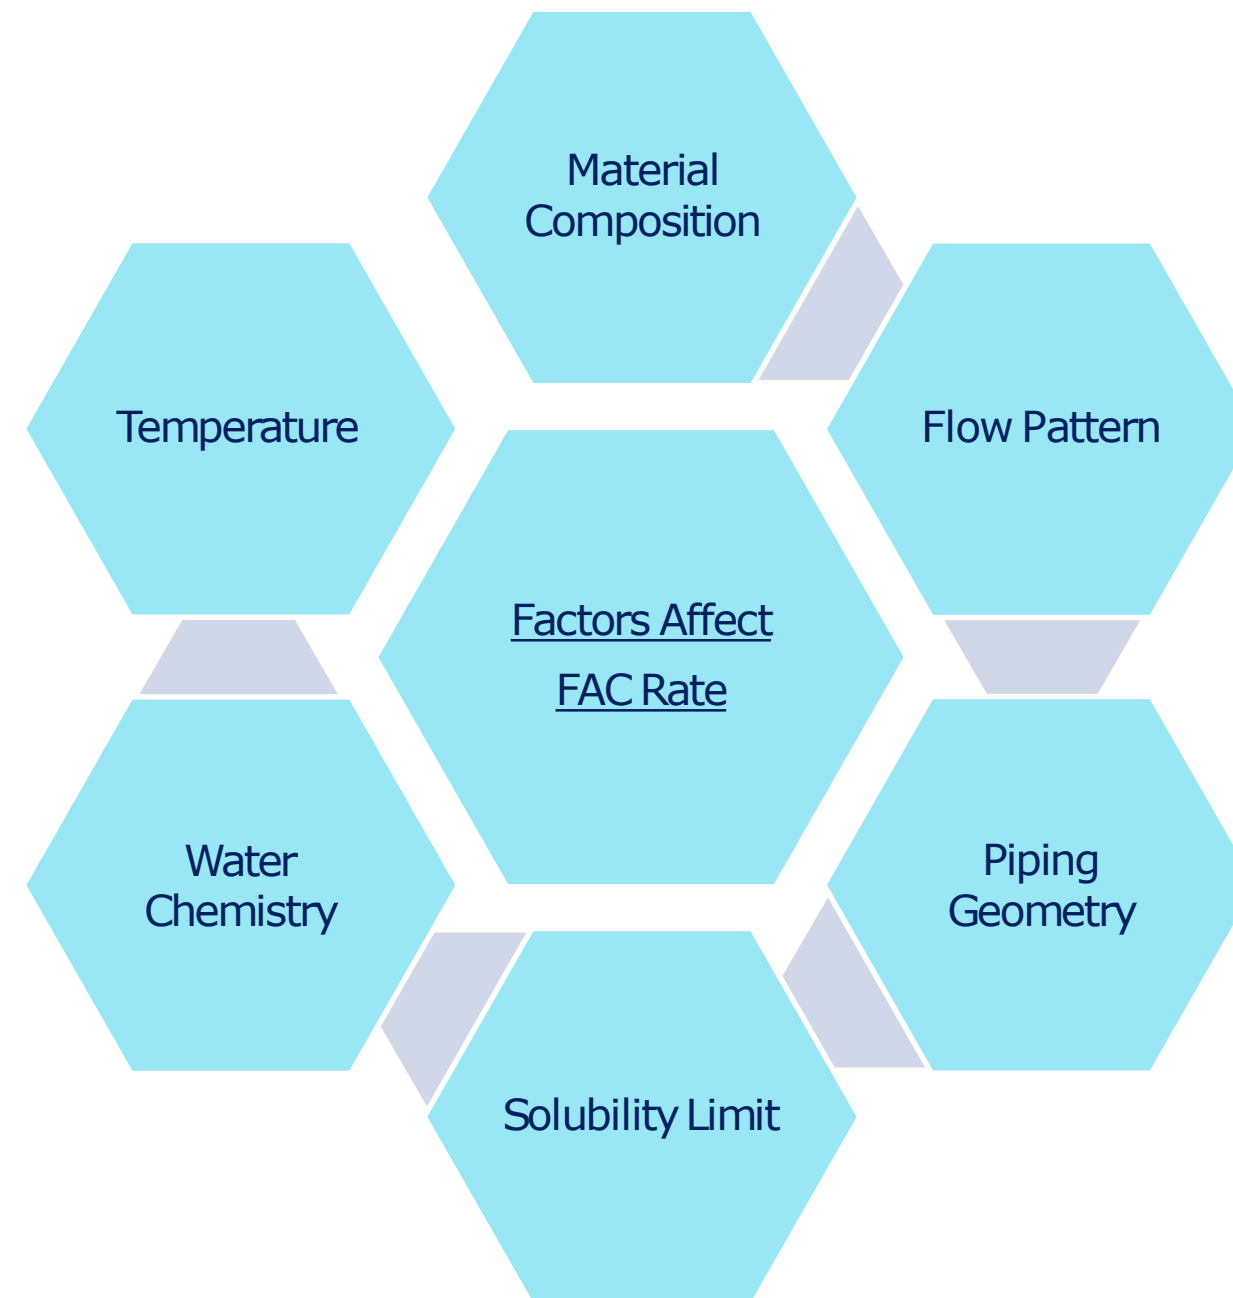 Material
Composition
Temperature
Flow Pattern
Factors Affect
FAC Rate
Water
Chemistry
Piping
Geometry
Solubility Limit